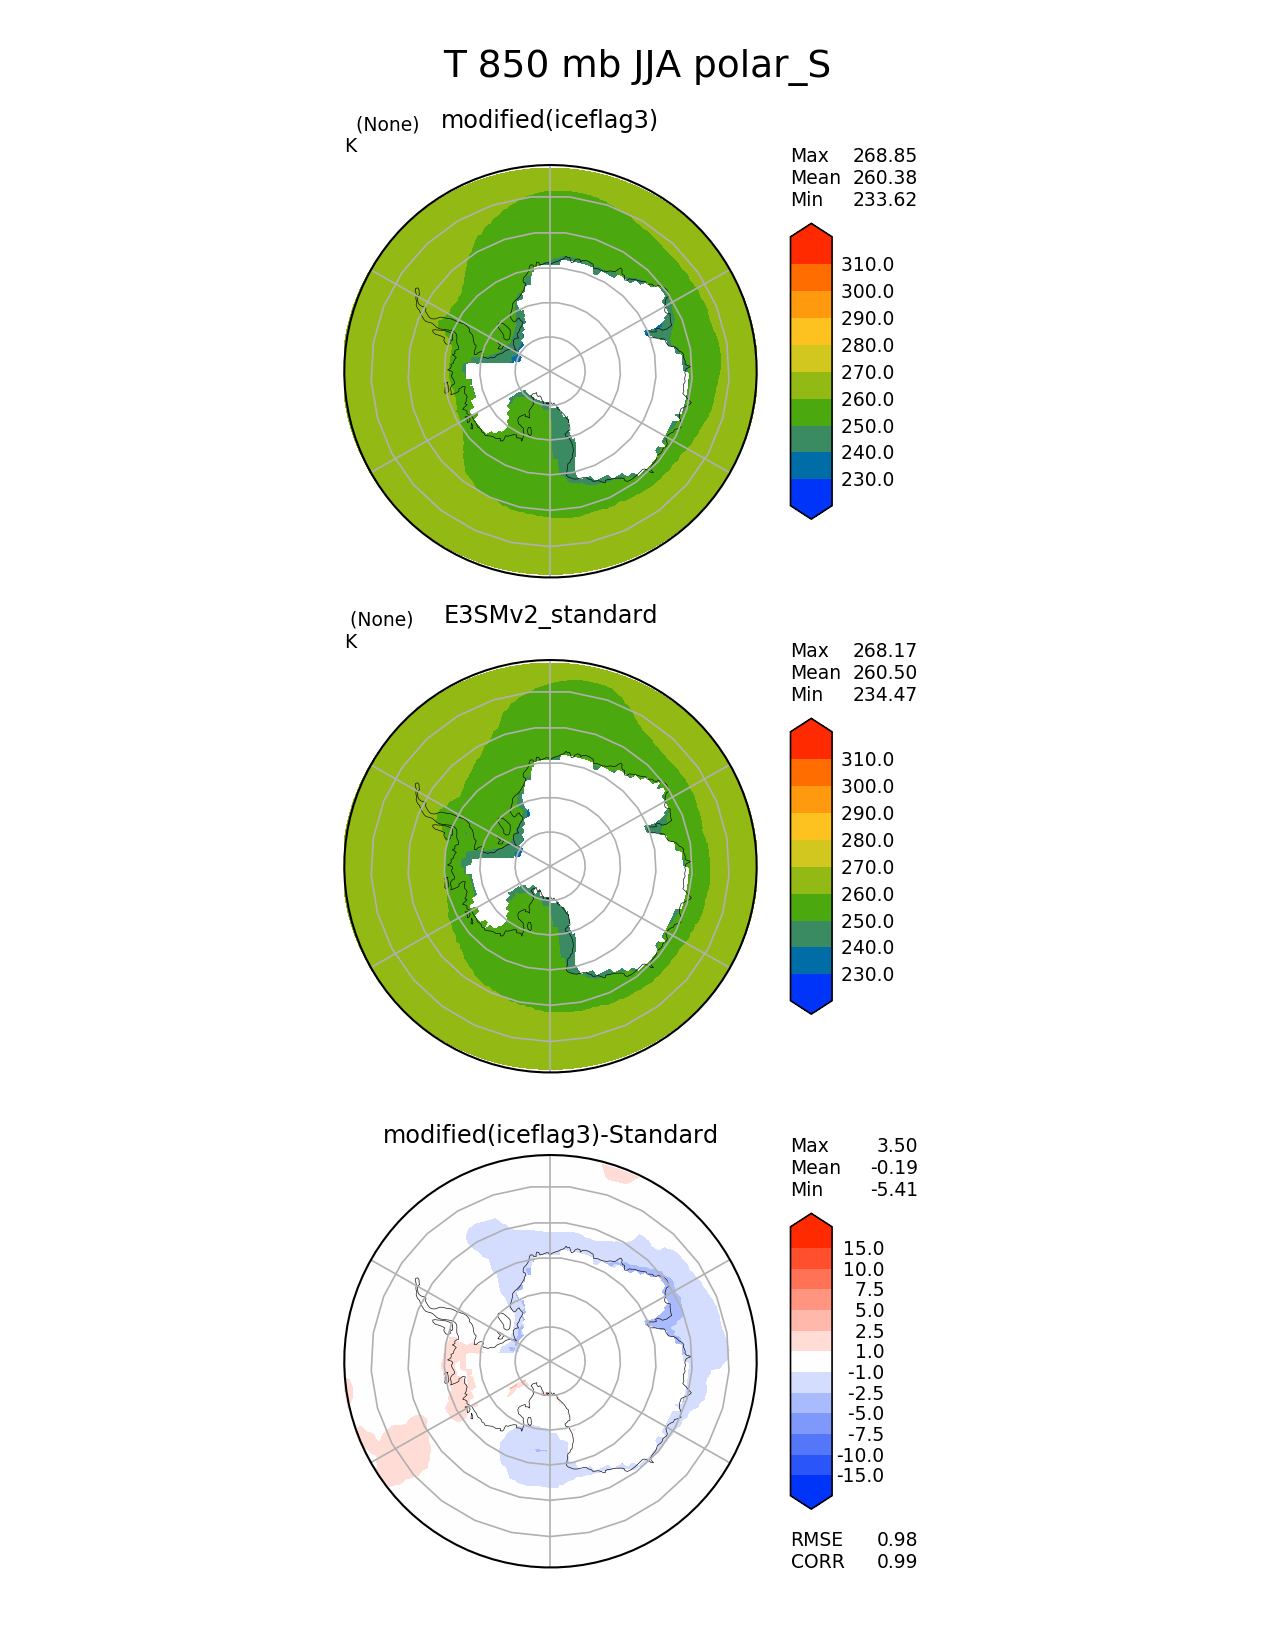 T 850 mb JJA polar_S
(None) modified(iceflag3)
K
Max 268.85
Mean 260.38
Min 233.62
310.0
300.0
290.0
280.0
270.0
260.0
250.0
240.0
230.0
(None) E3SMv2_standard
K
Max 268.17
Mean 260.50
Min 234.47
310.0
300.0
290.0
280.0
270.0
260.0
250.0
240.0
230.0
modified(iceflag3)-Standard
Max 3.50
Mean -0.19
Min -5.41
15.0
10.0
7.5
5.0
2.5
1.0
-1.0
-2.5
-5.0
-7.5
-10.0
-15.0
RMSE 0.98
CORR 0.99